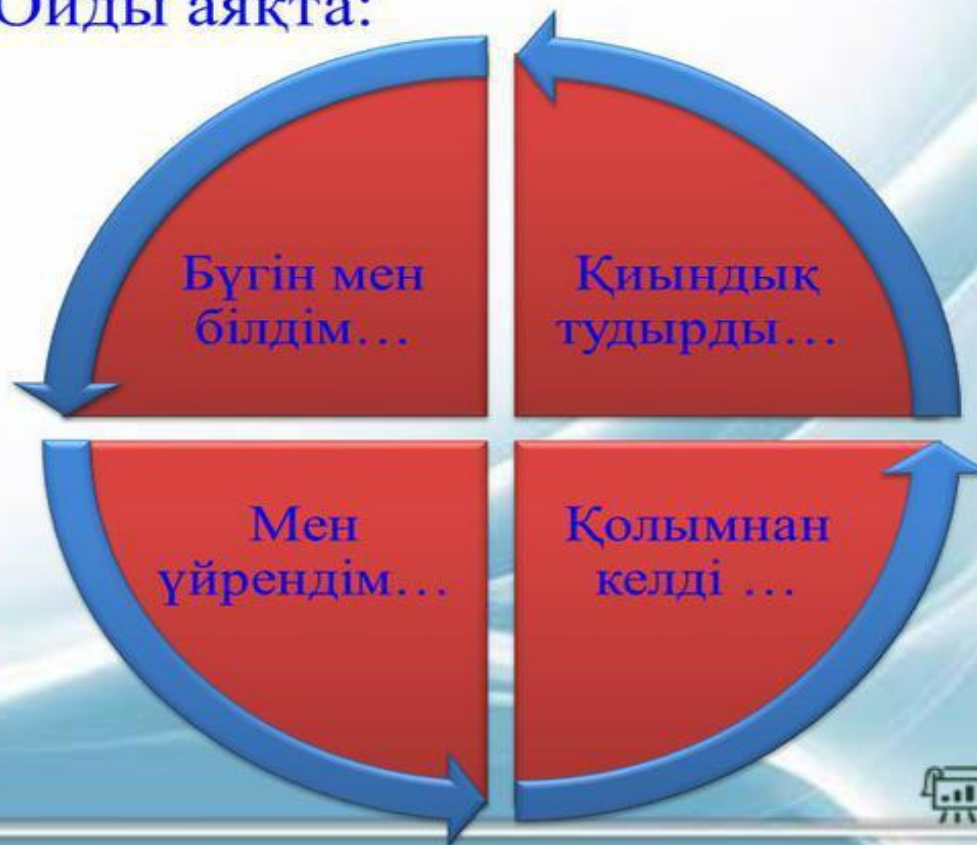 Ойды аяқта:
Бүгін мен
білдім…
Қиындық
тудырды…
Мен
үйрендім…
Қолымнан
келді …